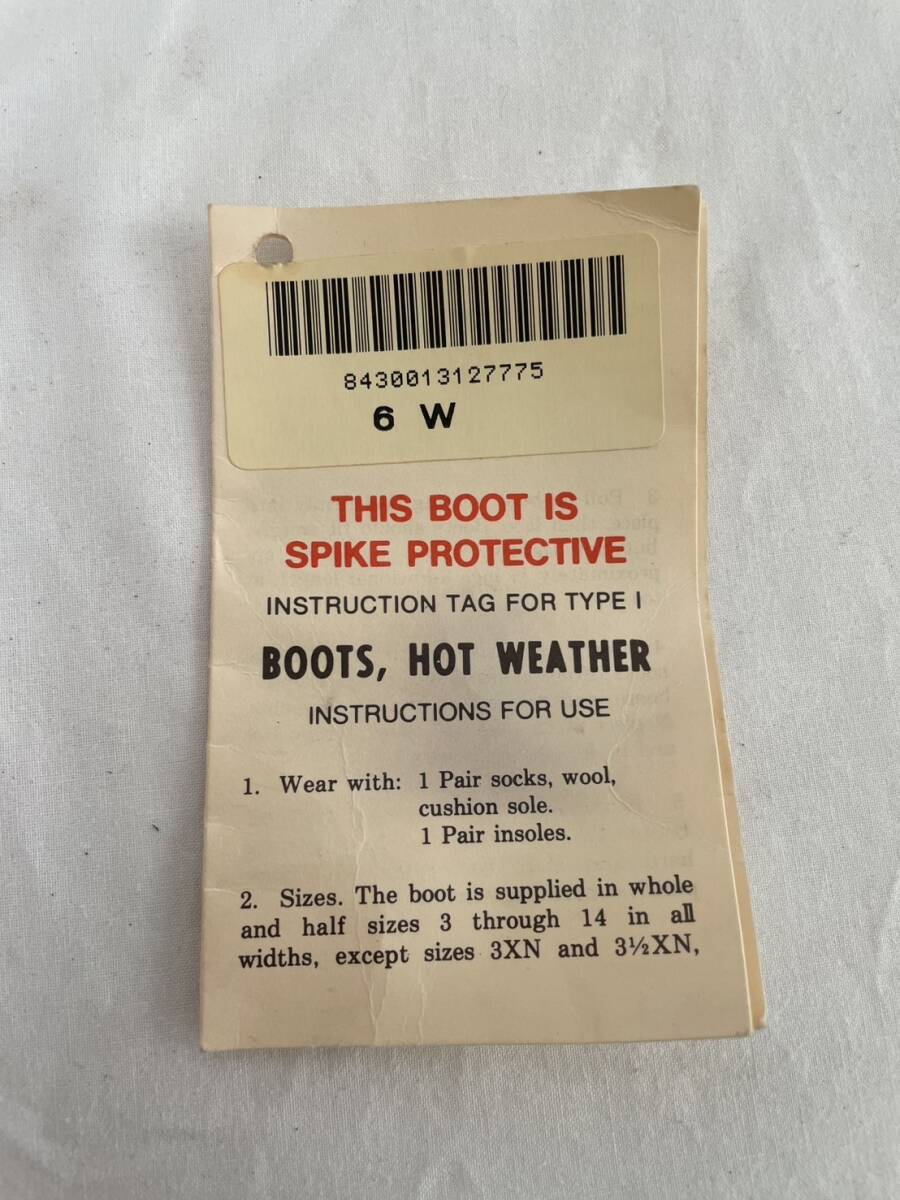 8430013127775
6 W
THIS BOOT IS
SPIKE PROTECTIVE
INSTRUCTION TAG FOR TYPE I
BOOTS, HOT WEATHER
INSTRUCTIONS FOR USE
1. Wear with: 1 Pair socks, wool,
cushion sole.
1 Pair insoles.
2. Sizes. The boot is supplied in whole
and half sizes 3 through 14 in all
widths, except sizes 3XN and 3½XN,